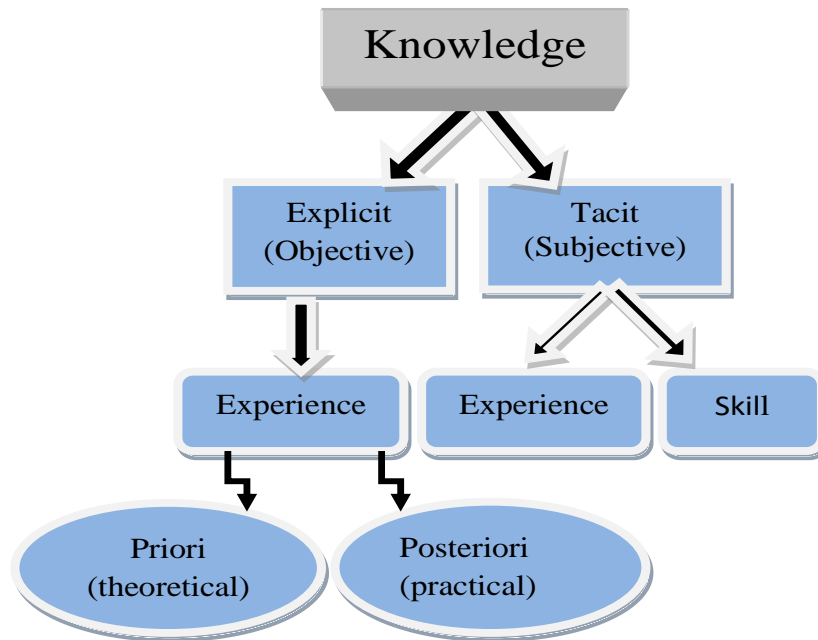 Knowledge
Explicit
(Objective)
Tacit
(Subjective)
Experience
Experience
Skill
Priori
(theoretical)
Posteriori
(practical)